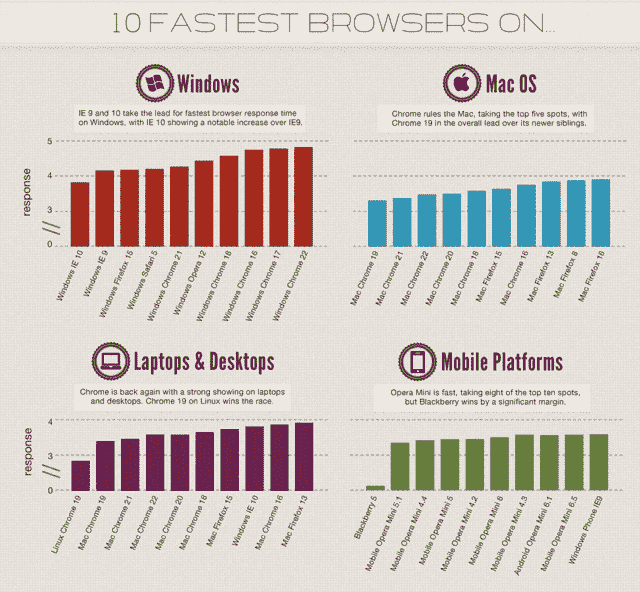 10 FASTEST BROWSERS ON...
Windows
IE 9 and 10 take the lead for fastest browser response time
on Windows, with IE 10 showing a notable increase over IE9.
response
5
4
3
0
Windows IE 10
Windows IE 9
Windows Firefox 15
Windows Safari 5
Windows Chrome 21
Windows Opera 12
Windows Chrome 18
Windows Chrome 16
Windows Chrome 17
Windows Chrome 22
Mac OS
Chrome rules the Mac, taking the top five spots, with
Chrome 19 in the overall lead over its newer siblings.
Mac Chrome 19
Mac Chrome 21
Mac Chrome 22
Mac Chrome 20
Mac Chrome 18
Mac Firefox 15
Mac Chrome 16
Mac Firefox 13
Mac Firefox 8
Mac Firefox 16
Laptops & Desktops
Chrome is back again with a strong showing on laptops
and desktops. Chrome 19 on Linux wins the race.
response
4
3
0
Linux Chrome 19
Mac Chrome 19
Mac Chrome 21
Mac Chrome 22
Mac Chrome 20
Mac Chrome 18
Mac Firefox 15
Windows IE 10
Mac Chrome 16
Mac Firefox 13
Mobile Platforms
Opera Mini is fast, taking eight of the top ten spots,
but Blackberry wins by a significant margin.
Blackberry 5
Mobile Opera Mini 5.1
Mobile Opera Mini 4.4
Mobile Opera Mini 5
Mobile Opera Mini 4.2
Mobile Opera Mini 6
Mobile Opera Mini 4.3
Android Opera Mini 6.1
Mobile Opera Mini 6.5
Windows Phone IE9